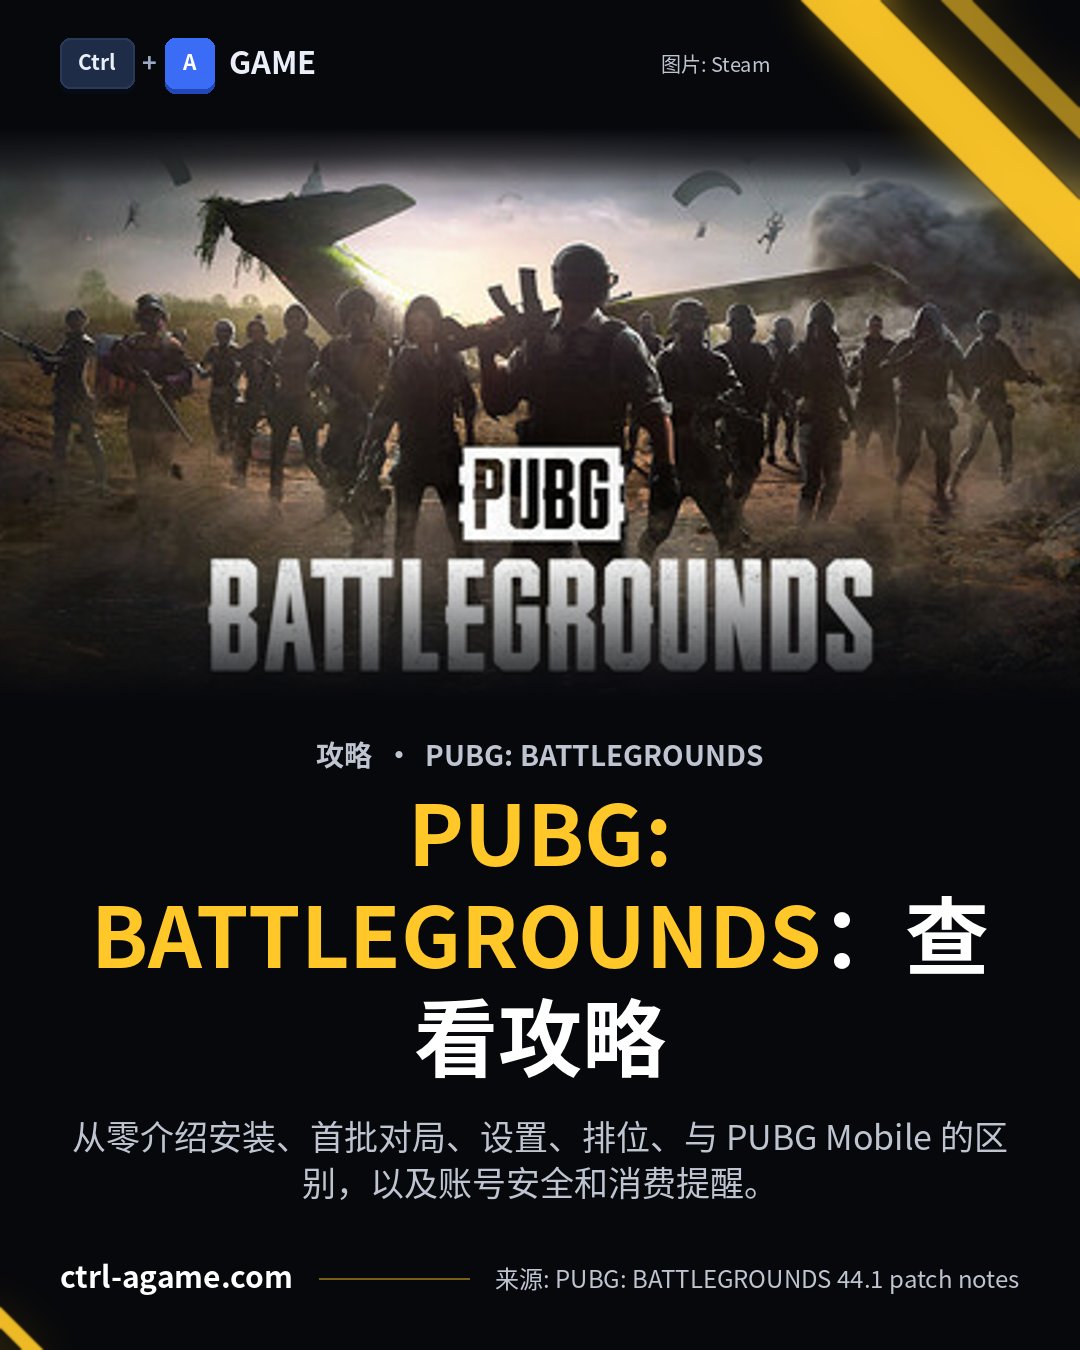 Ctrl + A GAME
图片: Steam
PUBG
BATTLEGROUNDS
攻略 · PUBG: BATTLEGROUNDS
PUBG:
BATTLEGROUNDS：查
看攻略
从零介绍安装、首批对局、设置、排位、与 PUBG Mobile 的区
别，以及账号安全和消费提醒。
ctrl-agame.com
来源: PUBG: BATTLEGROUNDS 44.1 patch notes